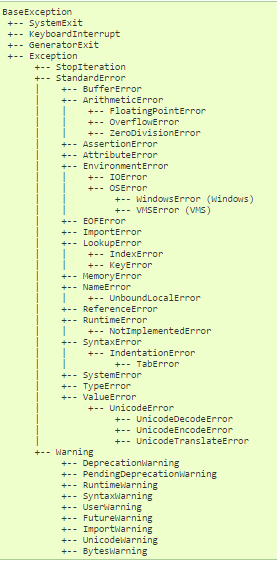 BaseException
 +-- SystemExit
 +-- KeyboardInterrupt
 +-- GeneratorExit
 +-- Exception
      +-- StopIteration
      +-- StandardError
      |    +-- BufferError
      |    +-- ArithmeticError
      |    |    +-- FloatingPointError
      |    |    +-- OverflowError
      |    |    +-- ZeroDivisionError
      |    +-- AssertionError
      |    +-- AttributeError
      |    +-- EnvironmentError
      |    |    +-- IOError
      |    |    +-- OSError
      |    |         +-- WindowsError (Windows)
      |    |         +-- VMSError (VMS)
      |    +-- EOFError
      |    +-- ImportError
      |    +-- LookupError
      |    |    +-- IndexError
      |    |    +-- KeyError
      |    +-- MemoryError
      |    +-- NameError
      |    |    +-- UnboundLocalError
      |    +-- ReferenceError
      |    +-- RuntimeError
      |    |    +-- NotImplementedError
      |    +-- SyntaxError
      |    |    +-- IndentationError
      |    |         +-- TabError
      |    +-- SystemError
      |    +-- TypeError
      |    +-- ValueError
      |         +-- UnicodeError
      |              +-- UnicodeDecodeError
      |              +-- UnicodeEncodeError
      |              +-- UnicodeTranslateError
      +-- Warning
           +-- DeprecationWarning
           +-- PendingDeprecationWarning
           +-- RuntimeWarning
           +-- SyntaxWarning
           +-- UserWarning
           +-- FutureWarning
           +-- ImportWarning
           +-- UnicodeWarning
           +-- BytesWarning